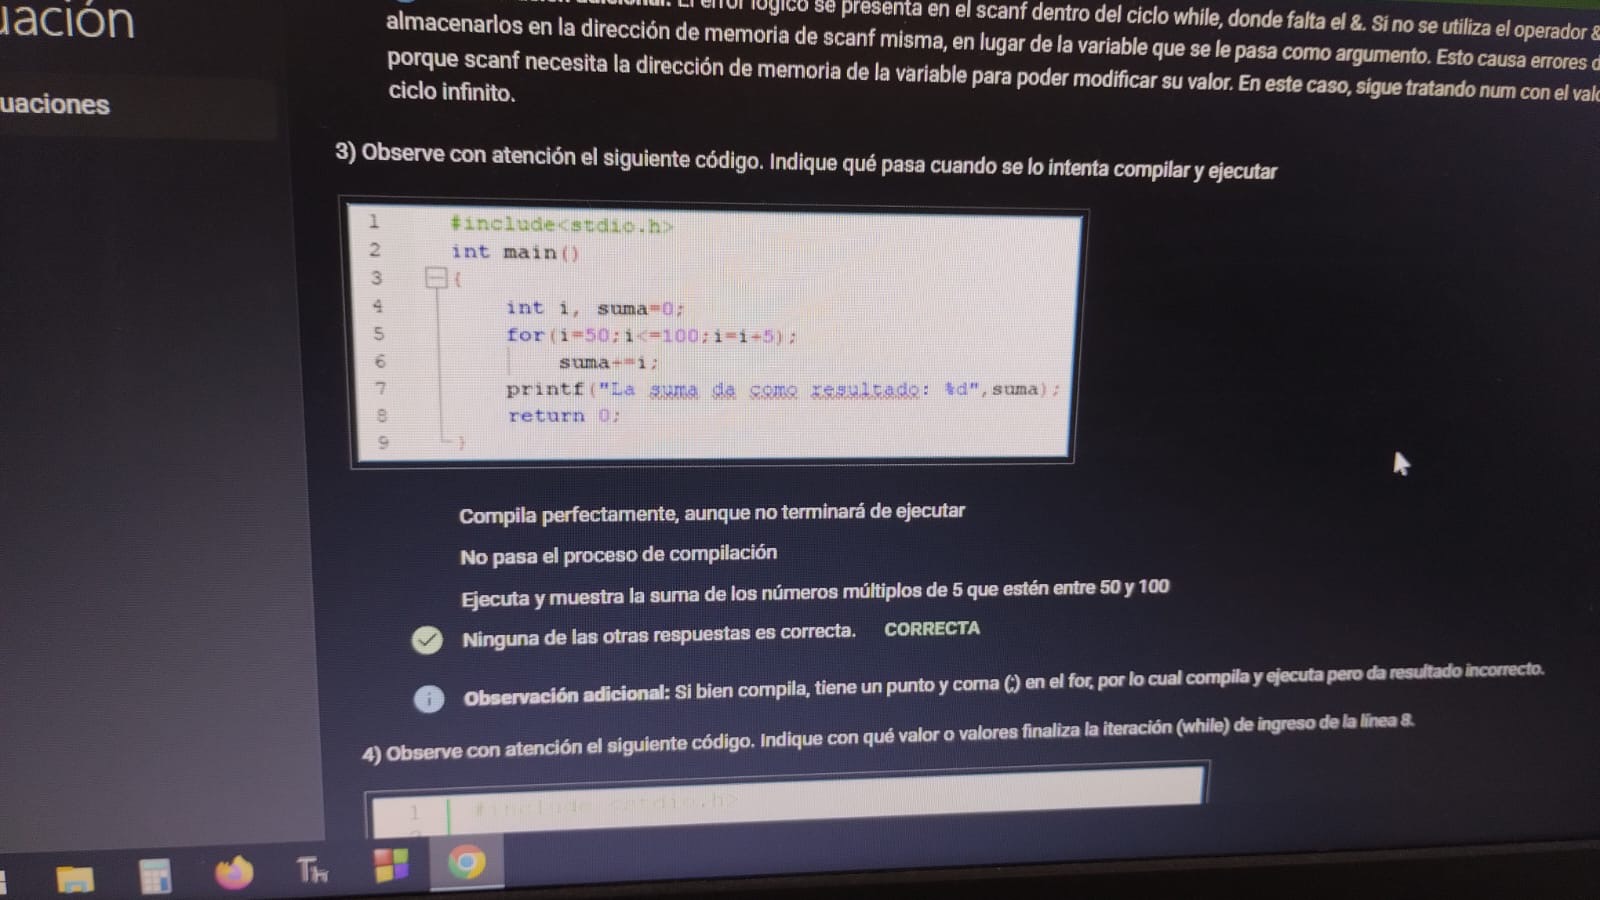 uación
uaciones
El error lógico se presenta en el scanf dentro del ciclo while, donde falta el &. Si no se utiliza el operador &
almacenarlos en la dirección de memoria de scanf misma, en lugar de la variable que se le pasa como argumento. Esto causa errores d
porque scanf necesita la dirección de memoria de la variable para poder modificar su valor. En este caso, sigue tratando num con el valo
ciclo infinito.
3) Observe con atención el siguiente código. Indique qué pasa cuando se lo intenta compilar y ejecutar
1 #include<stdio.h>
2 int main()
3 {
4 int i, suma=0;
5 for(i=50;i<=100;i=i+5);
6 suma+=i;
7 printf("La suma da como resultado: %d",suma);
8 return 0;
9 }
Compila perfectamente, aunque no terminará de ejecutar
No pasa el proceso de compilación
Ejecuta y muestra la suma de los números múltiplos de 5 que estén entre 50 y 100
Ninguna de las otras respuestas es correcta. CORRECTA
Observación adicional: Si bien compila, tiene un punto y coma (;) en el for, por lo cual compila y ejecuta pero da resultado incorrecto.
4) Observe con atención el siguiente código. Indique con qué valor o valores finaliza la iteración (while) de ingreso de la línea 8.
1 #include <stdio.h>